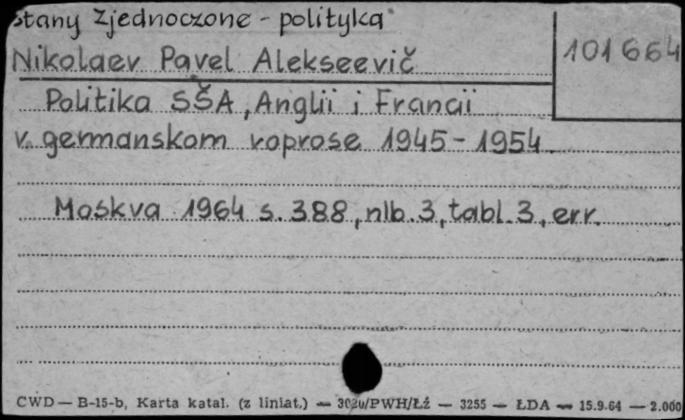 Stany Zjednoczone - polityka
101664
Nikolaev Pavel Alekseevič
Politika SŠA, Anglii i Francii
v germanskom voprose 1945-1954
Moskva 1964 s. 388, nlb. 3, tabl. 3, err.
CWD — B-15-b, Karta katal. (z liniat.) — 3020/PWH/Łź — 3255 — ŁDA — 15.9.64 — 2.000